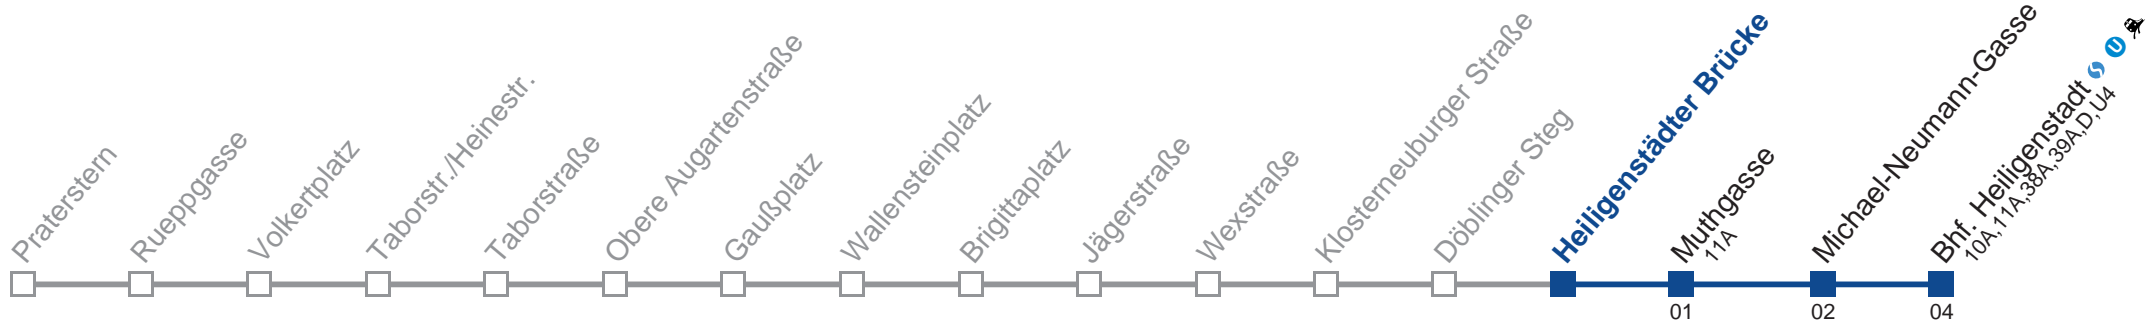 Praterstern
Rueppgasse
Volkertplatz
Taborstr./Heinestr.
Taborstraße
Obere Augartenstraße
Gaußplatz
Wallensteinplatz
Brigittaplatz
Jägerstraße
Wexstraße
Klosterneuburger Straße
Döblinger Steg
Heiligenstädter Brücke
Muthgasse
11A
Michael-Neumann-Gasse
Bhf. Heiligenstadt
10A,11A,38A,39A,D,U4
U
01
02
04